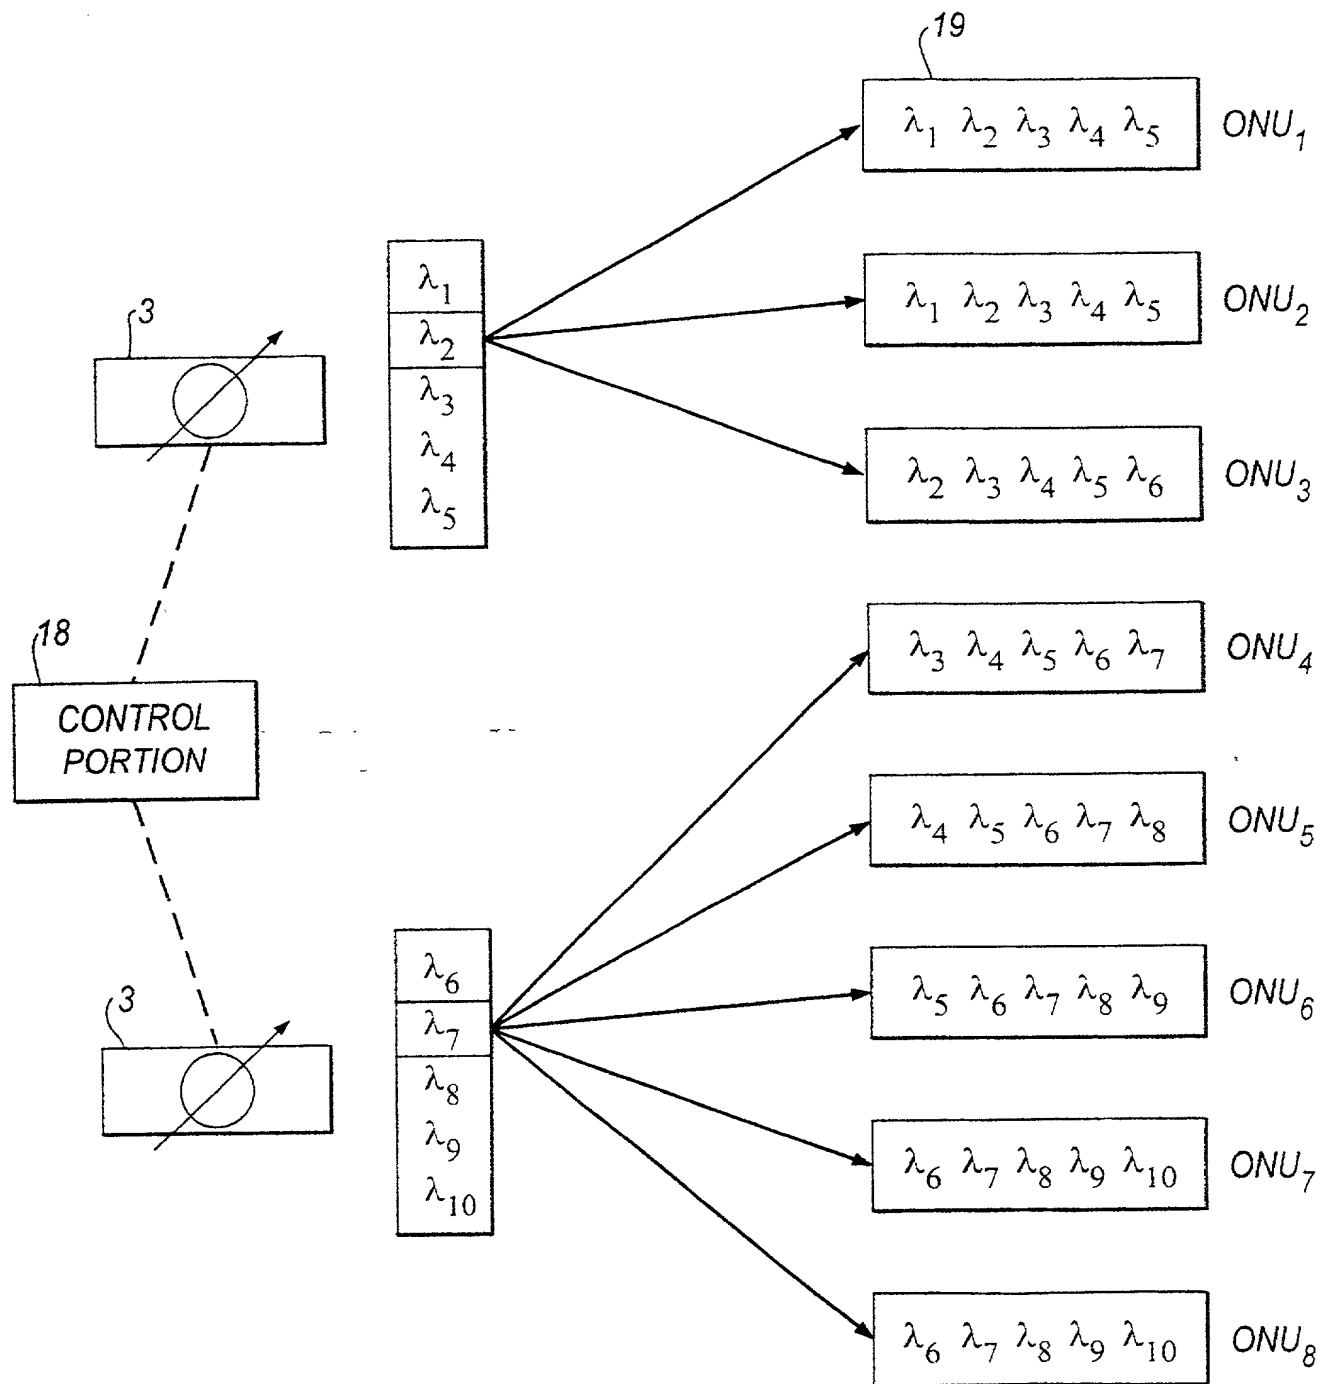 19
λ1 λ2 λ3 λ4 λ5 ONU1
λ1
λ2
λ3
λ4
λ5
λ1 λ2 λ3 λ4 λ5 ONU2
3
λ2 λ3 λ4 λ5 λ6 ONU3
18
CONTROL
PORTION
λ3 λ4 λ5 λ6 λ7 ONU4
λ4 λ5 λ6 λ7 λ8 ONU5
λ6
λ7
λ8
λ9
λ10
λ5 λ6 λ7 λ8 λ9 ONU6
3
λ6 λ7 λ8 λ9 λ10 ONU7
λ6 λ7 λ8 λ9 λ10 ONU8